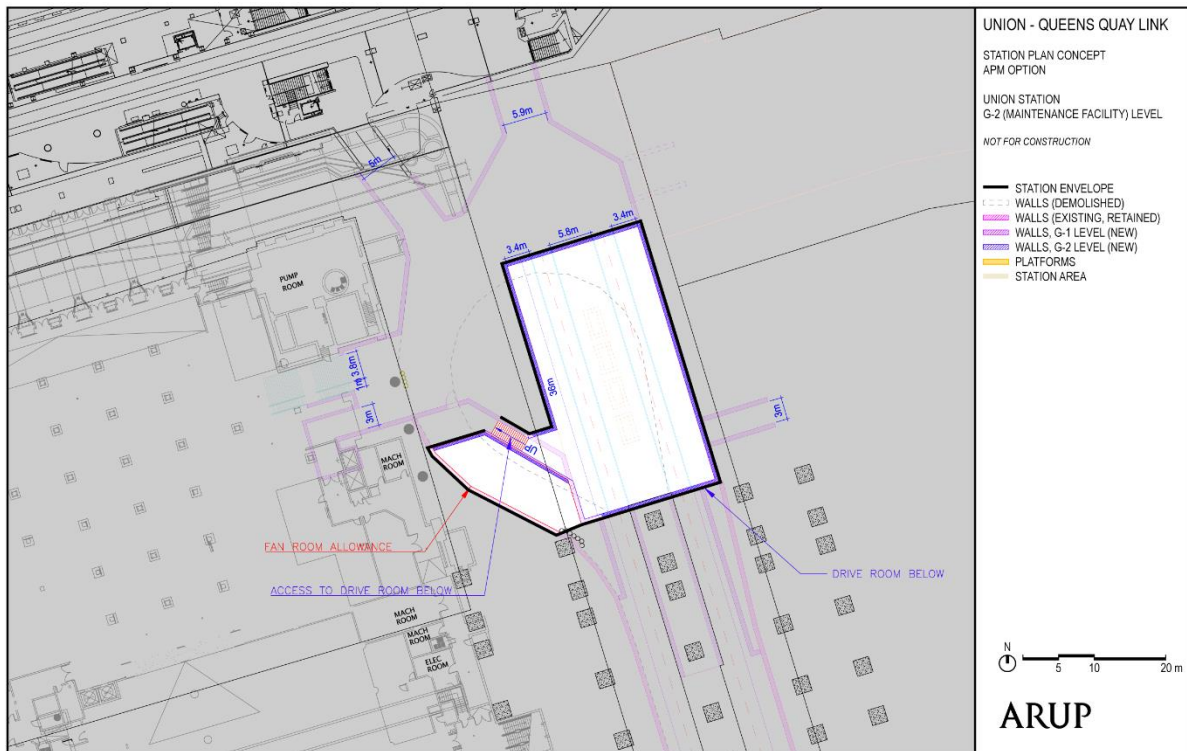 UNION - QUEENS QUAY LINK
STATION PLAN CONCEPT
APM OPTION
UNION STATION
G-2 (MAINTENANCE FACILITY) LEVEL
NOT FOR CONSTRUCTION
STATION ENVELOPE
WALLS (DEMOLISHED)
WALLS (EXISTING, RETAINED)
WALLS, G-1 LEVEL (NEW)
WALLS, G-2 LEVEL (NEW)
PLATFORMS
STATION AREA
5.9m
5m
3.4m
5.8m
3.4m
PUMP
ROOM
3.8m
1m
3m
36m
3m
UP
MACH
ROOM
FAN ROOM ALLOWANCE
ACCESS TO DRIVE ROOM BELOW
DRIVE ROOM BELOW
MACH
ROOM
MACH
ROOM
ELEC
ROOM
N
5 10 20 m
ARUP